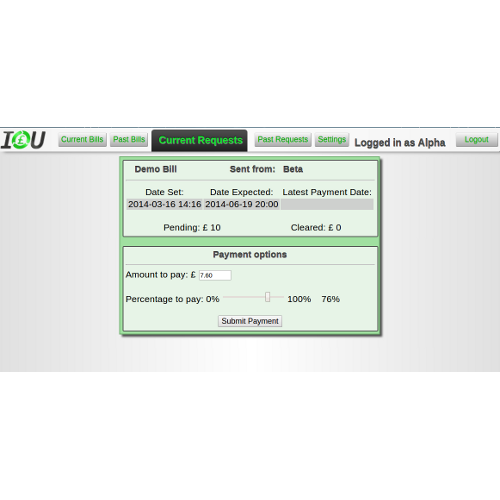 I£U Current Bills Past Bills Current Requests Past Requests Settings Logged in as Alpha Logout
Demo Bill Sent from: Beta
Date Set: Date Expected: Latest Payment Date:
2014-03-16 14:16 2014-06-19 20:00
Pending: £ 10 Cleared: £ 0
Payment options
Amount to pay: £ 7.60
Percentage to pay: 0% 100% 76%
Submit Payment